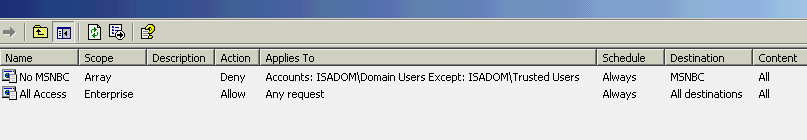 Name Scope Description Action Applies To Schedule Destination Content
No MSNBC Array Deny Accounts: ISADOM\Domain Users Except: ISADOM\Trusted Users Always MSNBC All
All Access Enterprise Allow Any request Always All destinations All